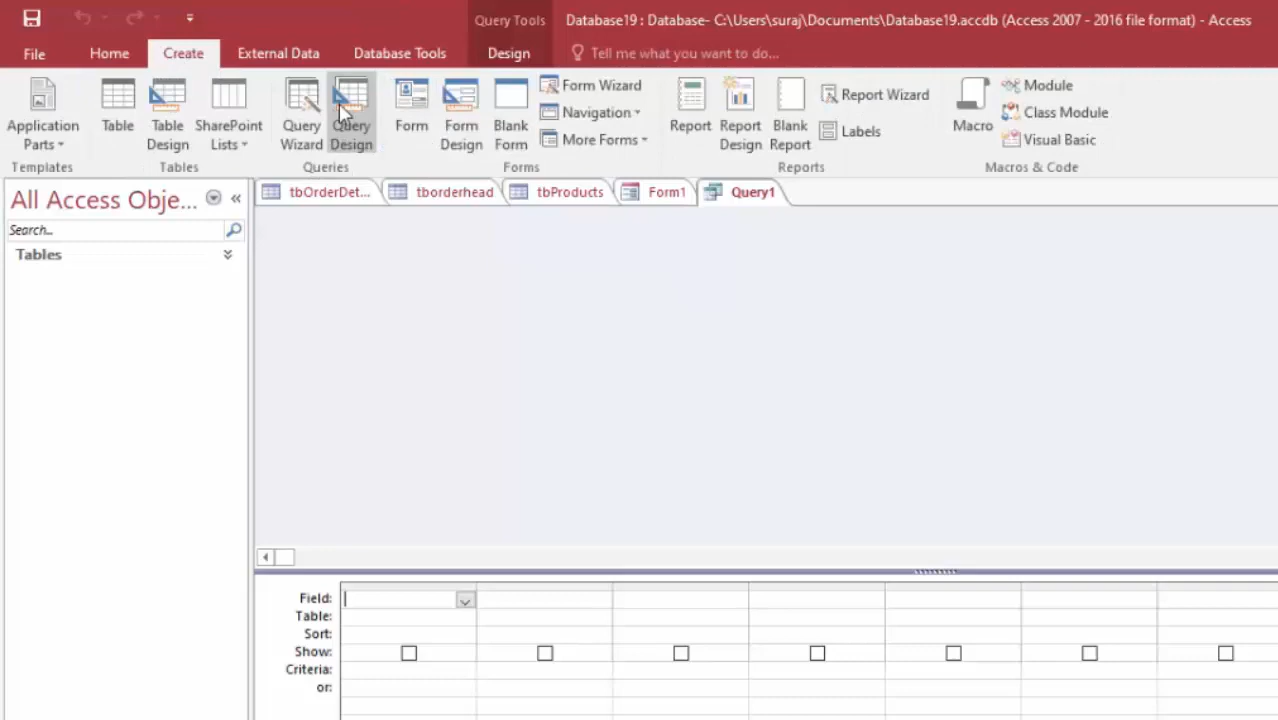 Query Tools
Database19 : Database- C:\Users\suraj\Documents\Database19.accdb (Access 2007 - 2016 file format) - Access
File Home Create External Data Database Tools Design Tell me what you want to do...
Application Parts
Table
Table Design
SharePoint Lists
Query Wizard
Query Design
Form
Form Design
Blank Form
Form Wizard
Navigation
More Forms
Report
Report Design
Blank Report
Report Wizard
Labels
Macro
Module
Class Module
Visual Basic
Templates Tables Queries Forms Reports Macros & Code
All Access Obje...
Search...
Tables
tbOrderDet... tborderhead tbProducts Form1 Query1
Field:
Table:
Sort:
Show:
Criteria:
or: